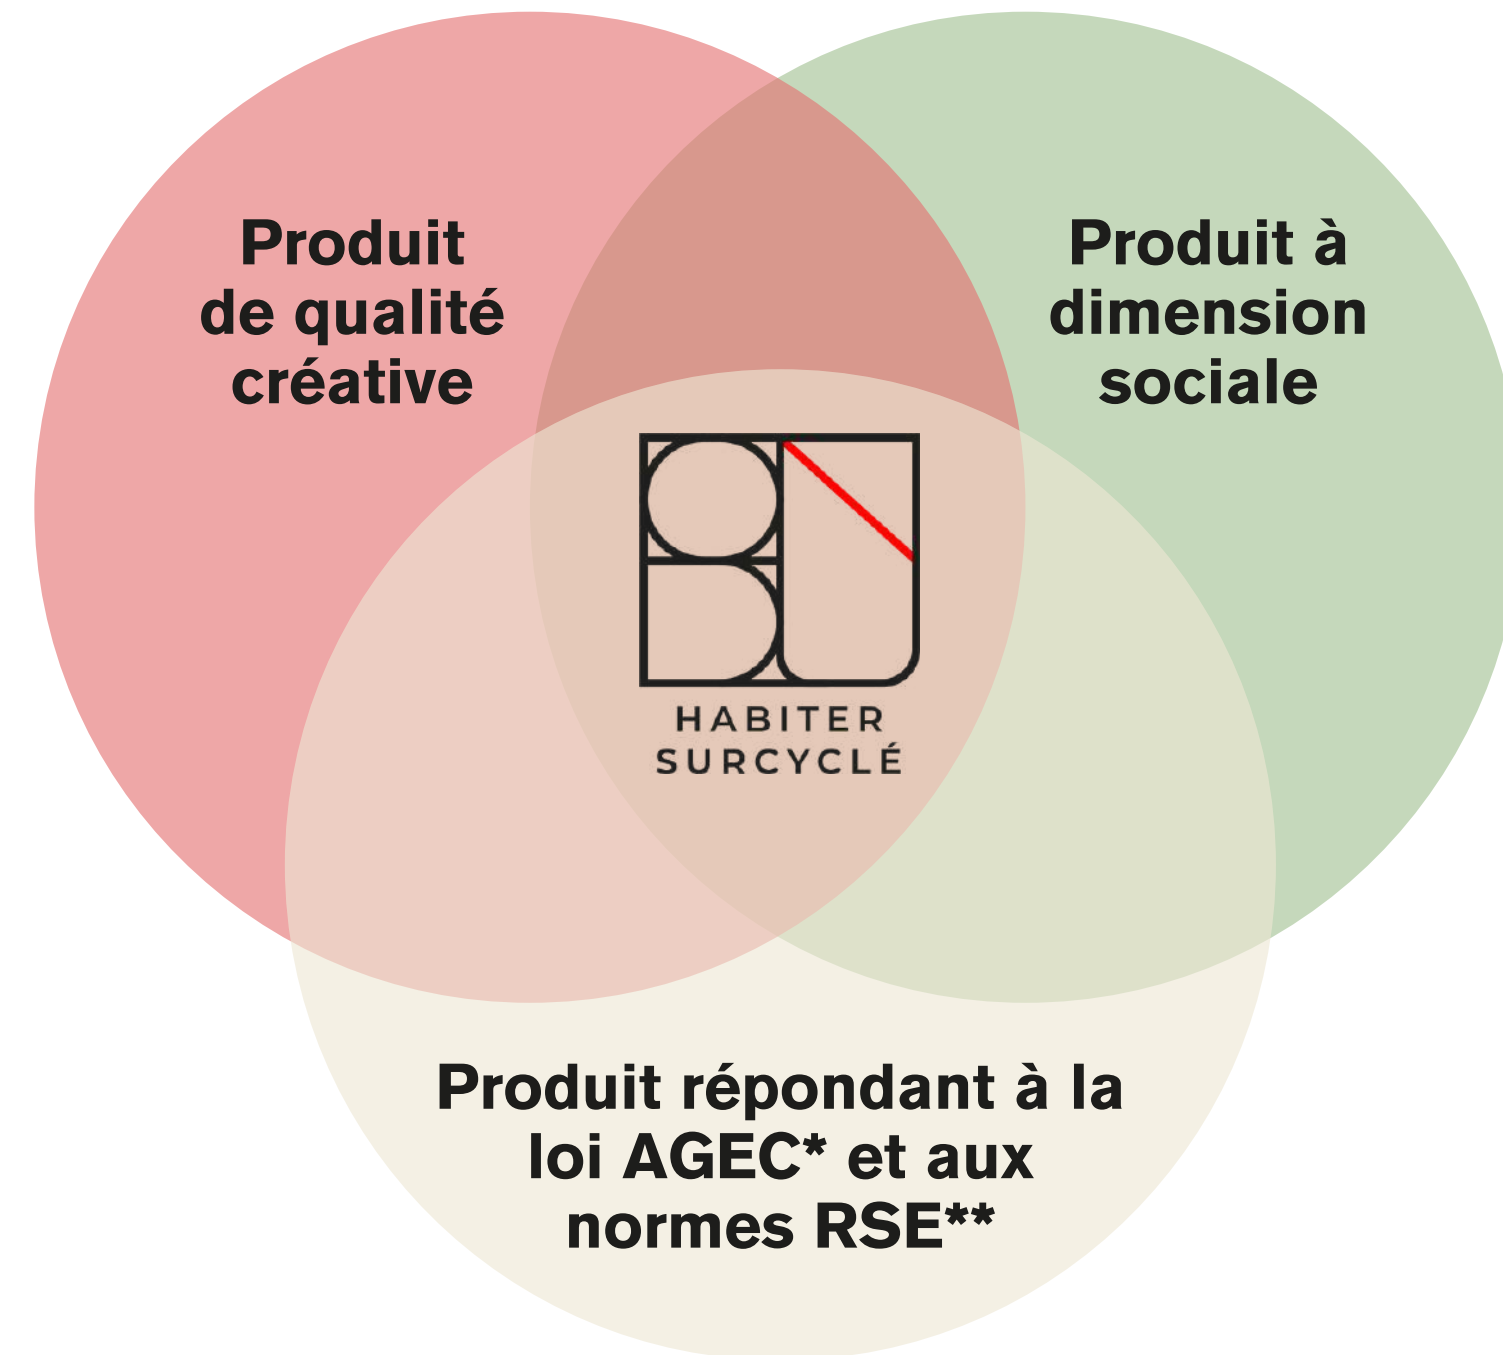 Produit
de qualité
créative
Produit à
dimension
sociale
HABITER
SURCYCLÉ
Produit répondant à la
loi AGEC* et aux
normes RSE**